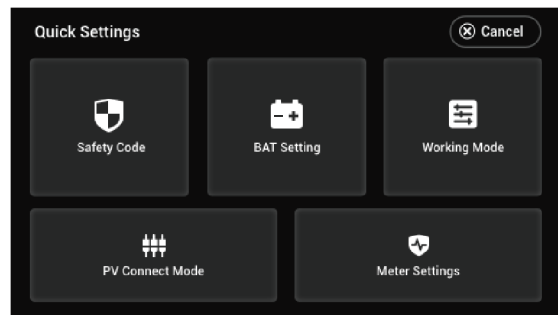 Quick Settings
Cancel
Safety Code
BAT Setting
Working Mode
PV Connect Mode
Meter Settings